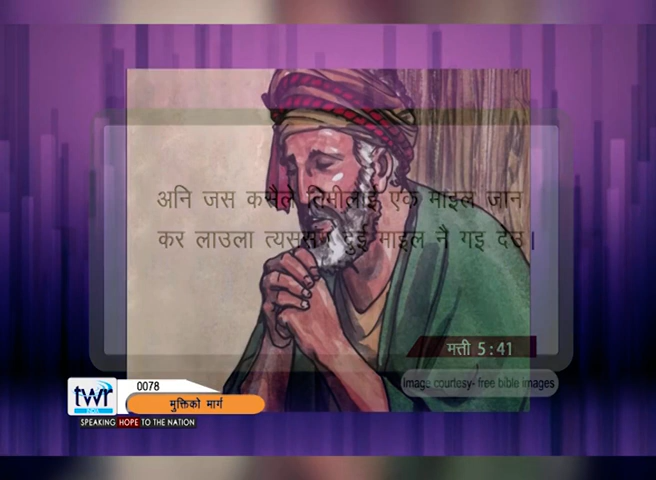 अनि जस कसैले तिमीलाई एक माइल जान
कर लाउला त्यससंग दुई माइल नै गइ देउ।
मत्ती 5:41
Image courtesy- free bible images
twr
INDIA
0078
मुक्तिको मार्ग
SPEAKING HOPE TO THE NATION